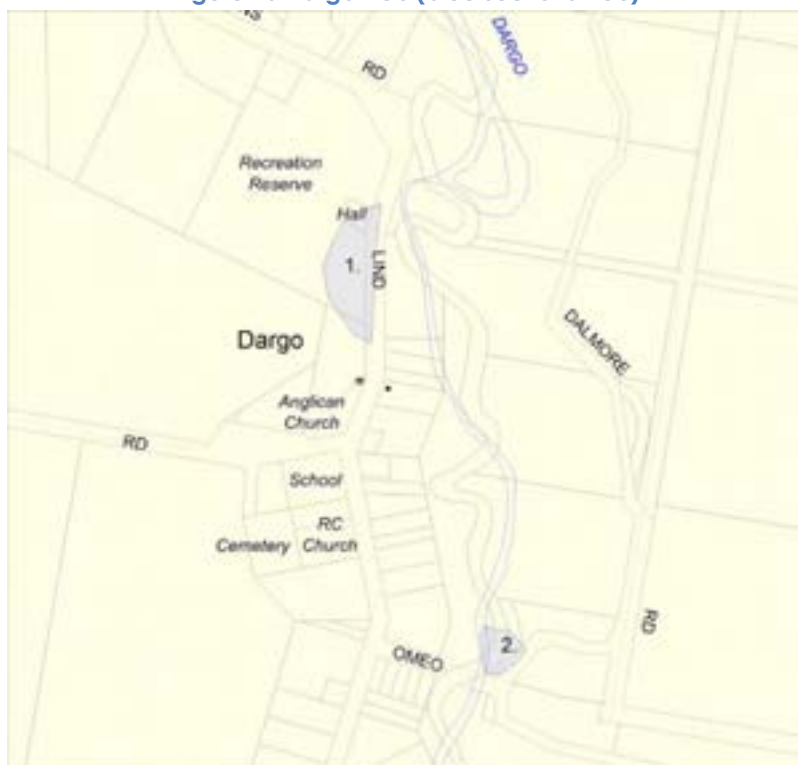 DARGO
RD
Recreation
Reserve
Hall
1.
LIND
Dargo
DALMORE
Anglican
Church
RD
School
RC
Church
Cemetery
RD
2.
OMEO